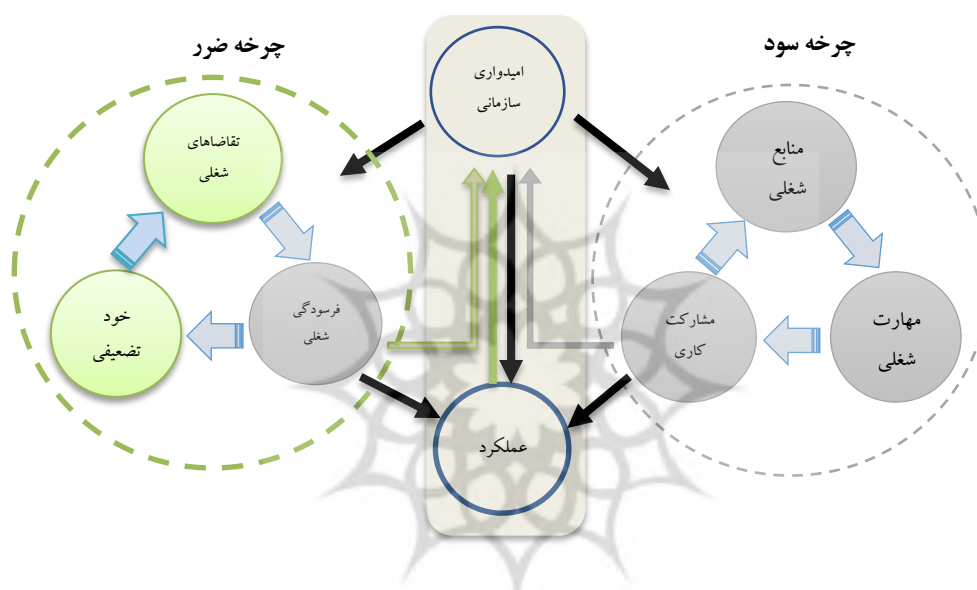 چرخه سود
چرخه ضرر
امیدواری
سازمانی
منابع
شغلی
مهارت
شغلی
مشارکت
کاری
تقاضاهای
شغلی
فرسودگی
شغلی
خود
تضعیفی
عملکرد